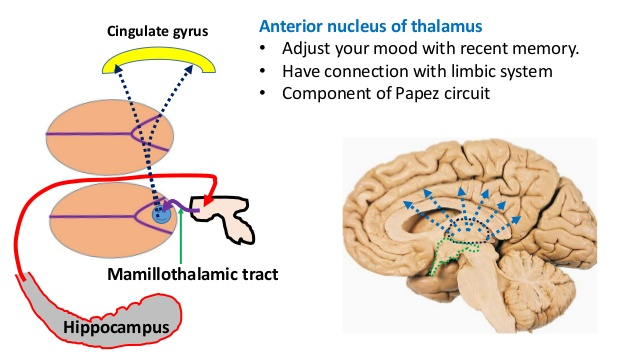 Cingulate gyrus
Anterior nucleus of thalamus
• Adjust your mood with recent memory.
• Have connection with limbic system
• Component of Papez circuit
Mamillothalamic tract
Hippocampus